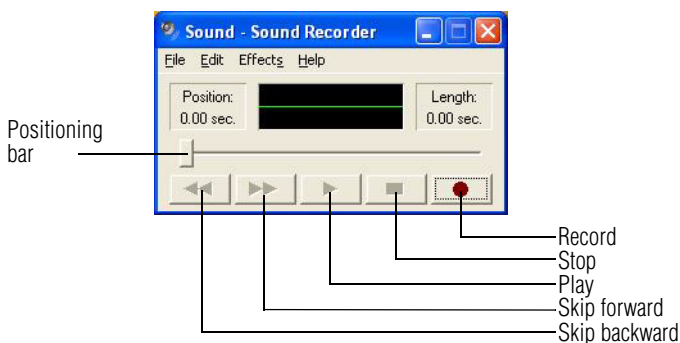 Sound - Sound Recorder
File Edit Effects Help
Position:
0.00 sec.
Length:
0.00 sec.
Positioning
bar
Record
Stop
Play
Skip forward
Skip backward